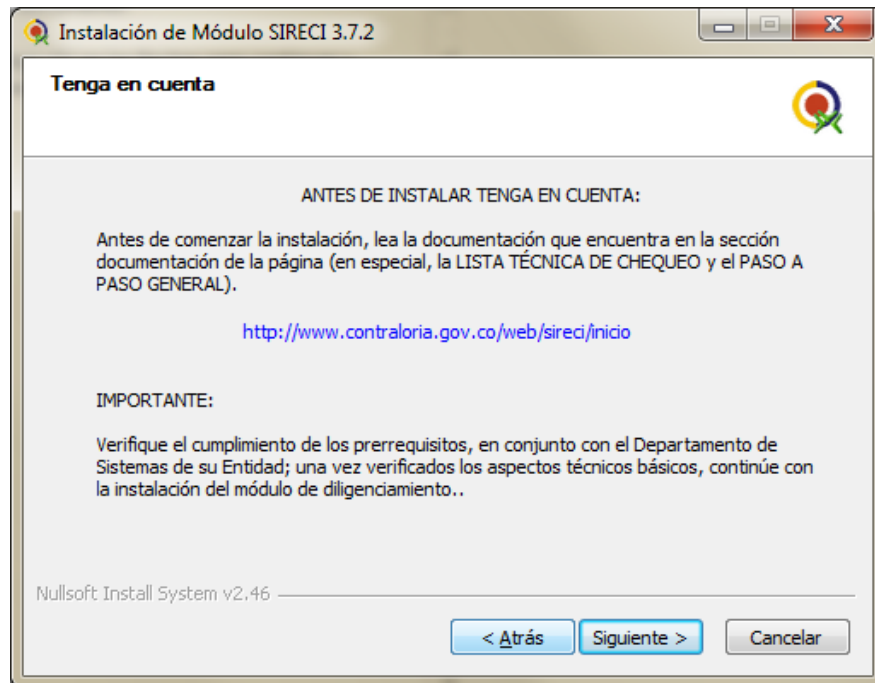 Instalación de Módulo SIRECI 3.7.2
Tenga en cuenta
ANTES DE INSTALAR TENGA EN CUENTA:
Antes de comenzar la instalación, lea la documentación que encuentra en la sección
documentación de la página (en especial, la LISTA TÉCNICA DE CHEQUEO y el PASO A
PASO GENERAL).
http://www.contraloria.gov.co/web/sireci/inicio
IMPORTANTE:
Verifique el cumplimiento de los prerrequisitos, en conjunto con el Departamento de
Sistemas de su Entidad; una vez verificados los aspectos técnicos básicos, continúe con
la instalación del módulo de diligenciamiento..
Nullsoft Install System v2.46
< Atrás Siguiente > Cancelar